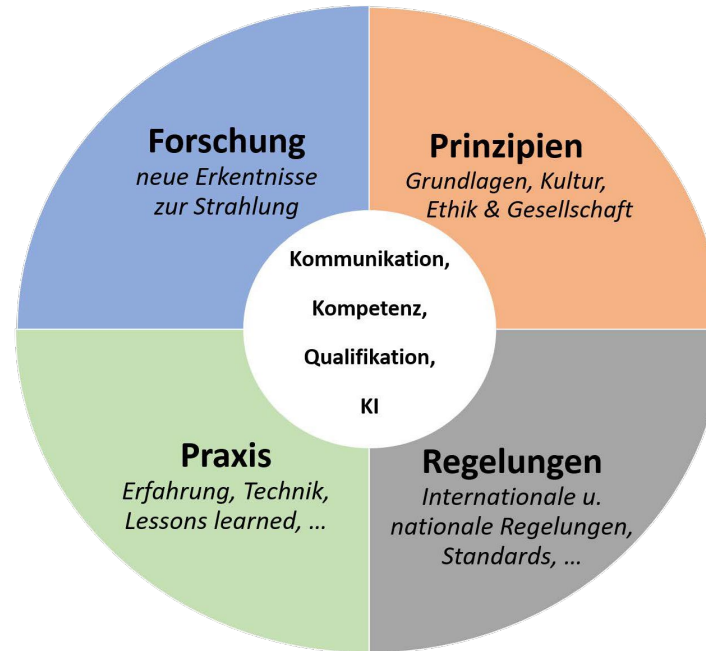 Forschung
neue Erkentnisse
zur Strahlung
Prinzipien
Grundlagen, Kultur,
Ethik & Gesellschaft
Kommunikation,
Kompetenz,
Qualifikation,
KI
Praxis
Erfahrung, Technik,
Lessons learned, ...
Regelungen
Internationale u.
nationale Regelungen,
Standards, ...